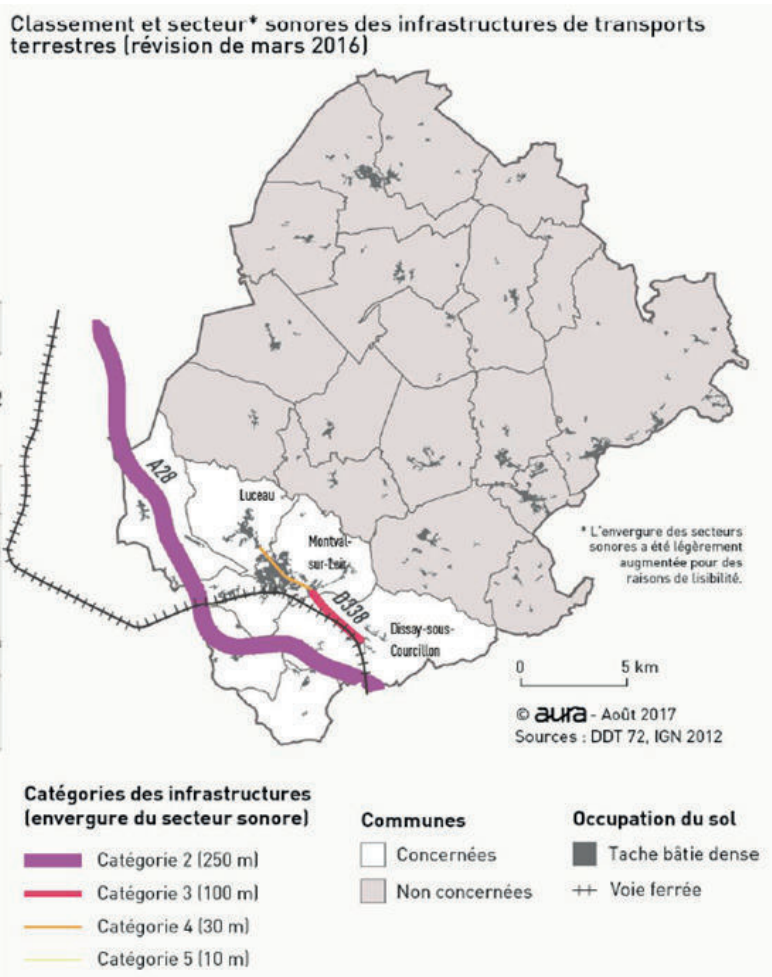 Classement et secteur* sonores des infrastructures de transports
terrestres (révision de mars 2016)
A28
Luceau
Montval-
sur-Loir
D338
Dissay-sous-
Courcillon
* L'envergure des secteurs
sonores a été légèrement
augmentée pour des
raisons de lisibilité.
0 5 km
© aura - Août 2017
Sources : DDT 72, IGN 2012
Catégories des infrastructures
(envergure du secteur sonore)
Catégorie 2 (250 m)
Catégorie 3 (100 m)
Catégorie 4 (30 m)
Catégorie 5 (10 m)
Communes
Concernées
Non concernées
Occupation du sol
Tache bâtie dense
Voie ferrée